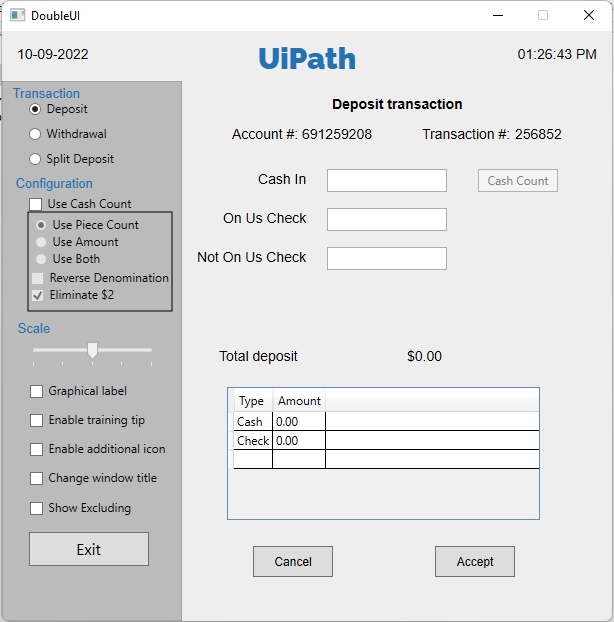 DoubleUI
10-09-2022
UiPath
01:26:43 PM
Transaction
Deposit
Withdrawal
Split Deposit
Configuration
Use Cash Count
Use Piece Count
Use Amount
Use Both
Reverse Denomination
Eliminate $2
Scale
Graphical label
Enable training tip
Enable additional icon
Change window title
Show Excluding
Exit
Deposit transaction
Account #: 691259208 Transaction #: 256852
Cash In Cash Count
On Us Check
Not On Us Check
Total deposit $0.00
Type Amount
Cash 0.00
Check 0.00
Cancel Accept